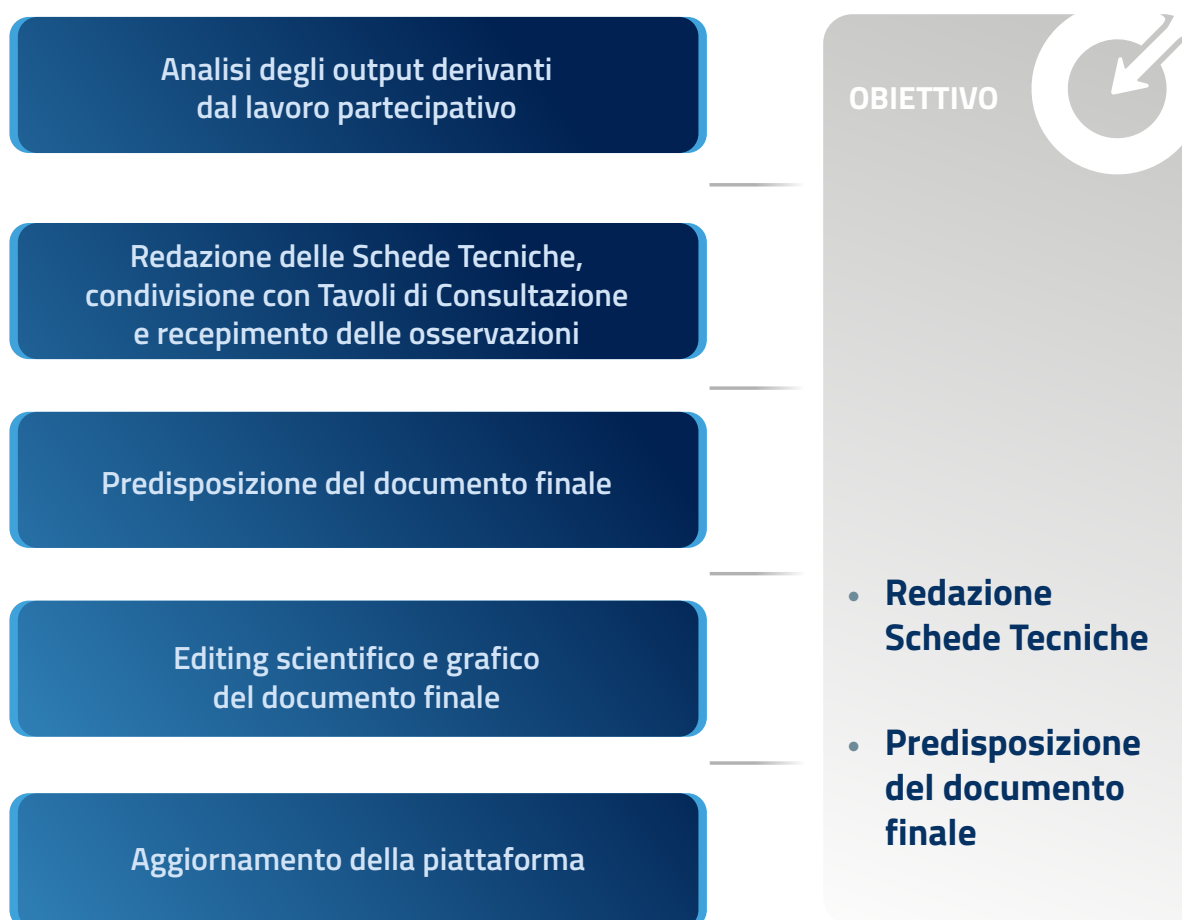 Analisi degli output derivanti
dal lavoro partecipativo
Redazione delle Schede Tecniche,
condivisione con Tavoli di Consultazione
e recepimento delle osservazioni
Predisposizione del documento finale
Editing scientifico e grafico
del documento finale
Aggiornamento della piattaforma
OBIETTIVO
• Redazione
Schede Tecniche
• Predisposizione
del documento
finale